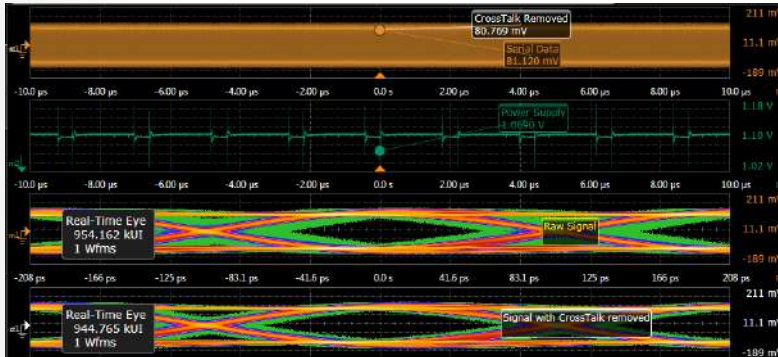 CrossTalk Removed
80.769 mV
Serial Data
81.120 mV
211 mV
11.1 mV
-189 mV
-10.0 µs -8.00 µs -6.00 µs -4.00 µs -2.00 µs 0.0 s 2.00 µs 4.00 µs 6.00 µs 8.00 µs 10.0 µs
Power Supply
1.0690 V
1.18 V
1.10 V
1.02 V
-10.0 µs -8.00 µs -6.00 µs -4.00 µs -2.00 µs 0.0 s 2.00 µs 4.00 µs 6.00 µs 8.00 µs 10.0 µs
Real-Time Eye
954.162 kUI
1 Wfms
Raw Signal
211 mV
11.1 mV
-189 mV
-208 ps -166 ps -125 ps -83.1 ps -41.6 ps 0.0 s 41.6 ps 83.1 ps 125 ps 166 ps 208 ps
Real-Time Eye
944.765 kUI
1 Wfms
Signal with CrossTalk removed
211 mV
11.1 mV
-189 mV